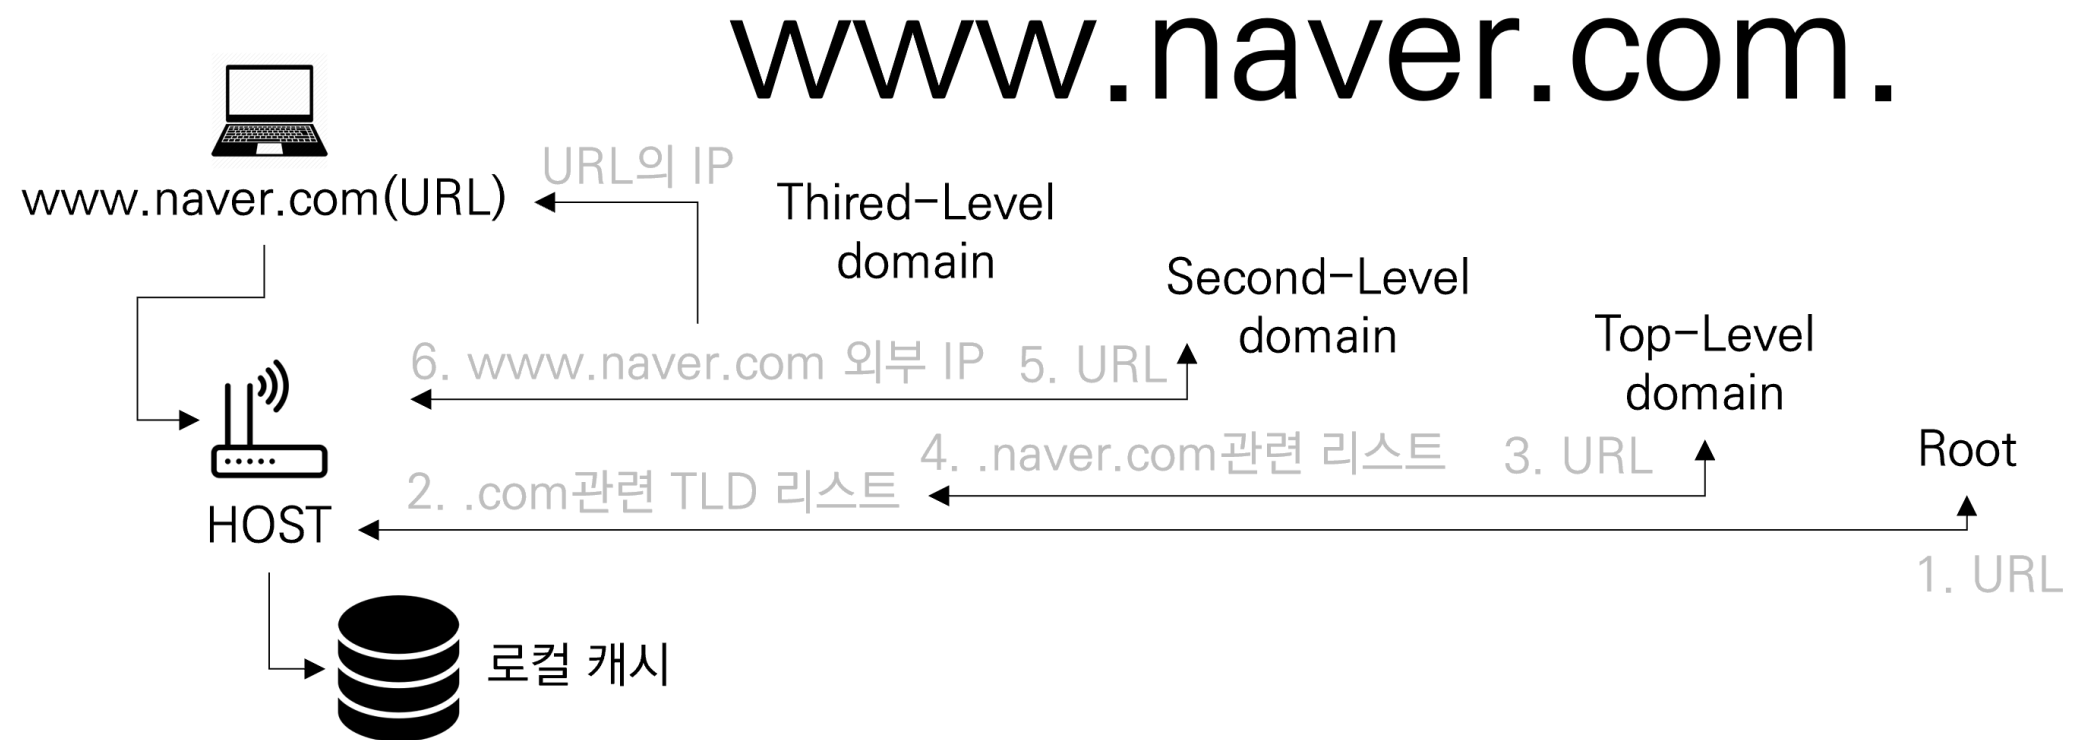 www.naver.com.
URL의 IP
www.naver.com(URL)
Thired-Level
domain
Second-Level
domain
Top-Level
domain
6. www.naver.com 외부 IP
5. URL
4. .naver.com관련 리스트
3. URL
Root
2. .com관련 TLD 리스트
HOST
1. URL
로컬 캐시